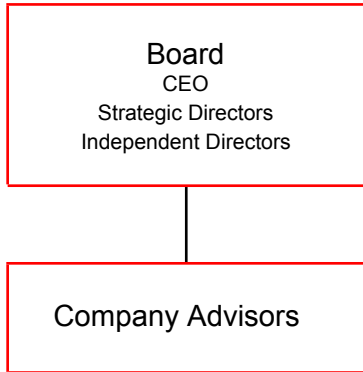 Board
CEO
Strategic Directors
Independent Directors
Company Advisors